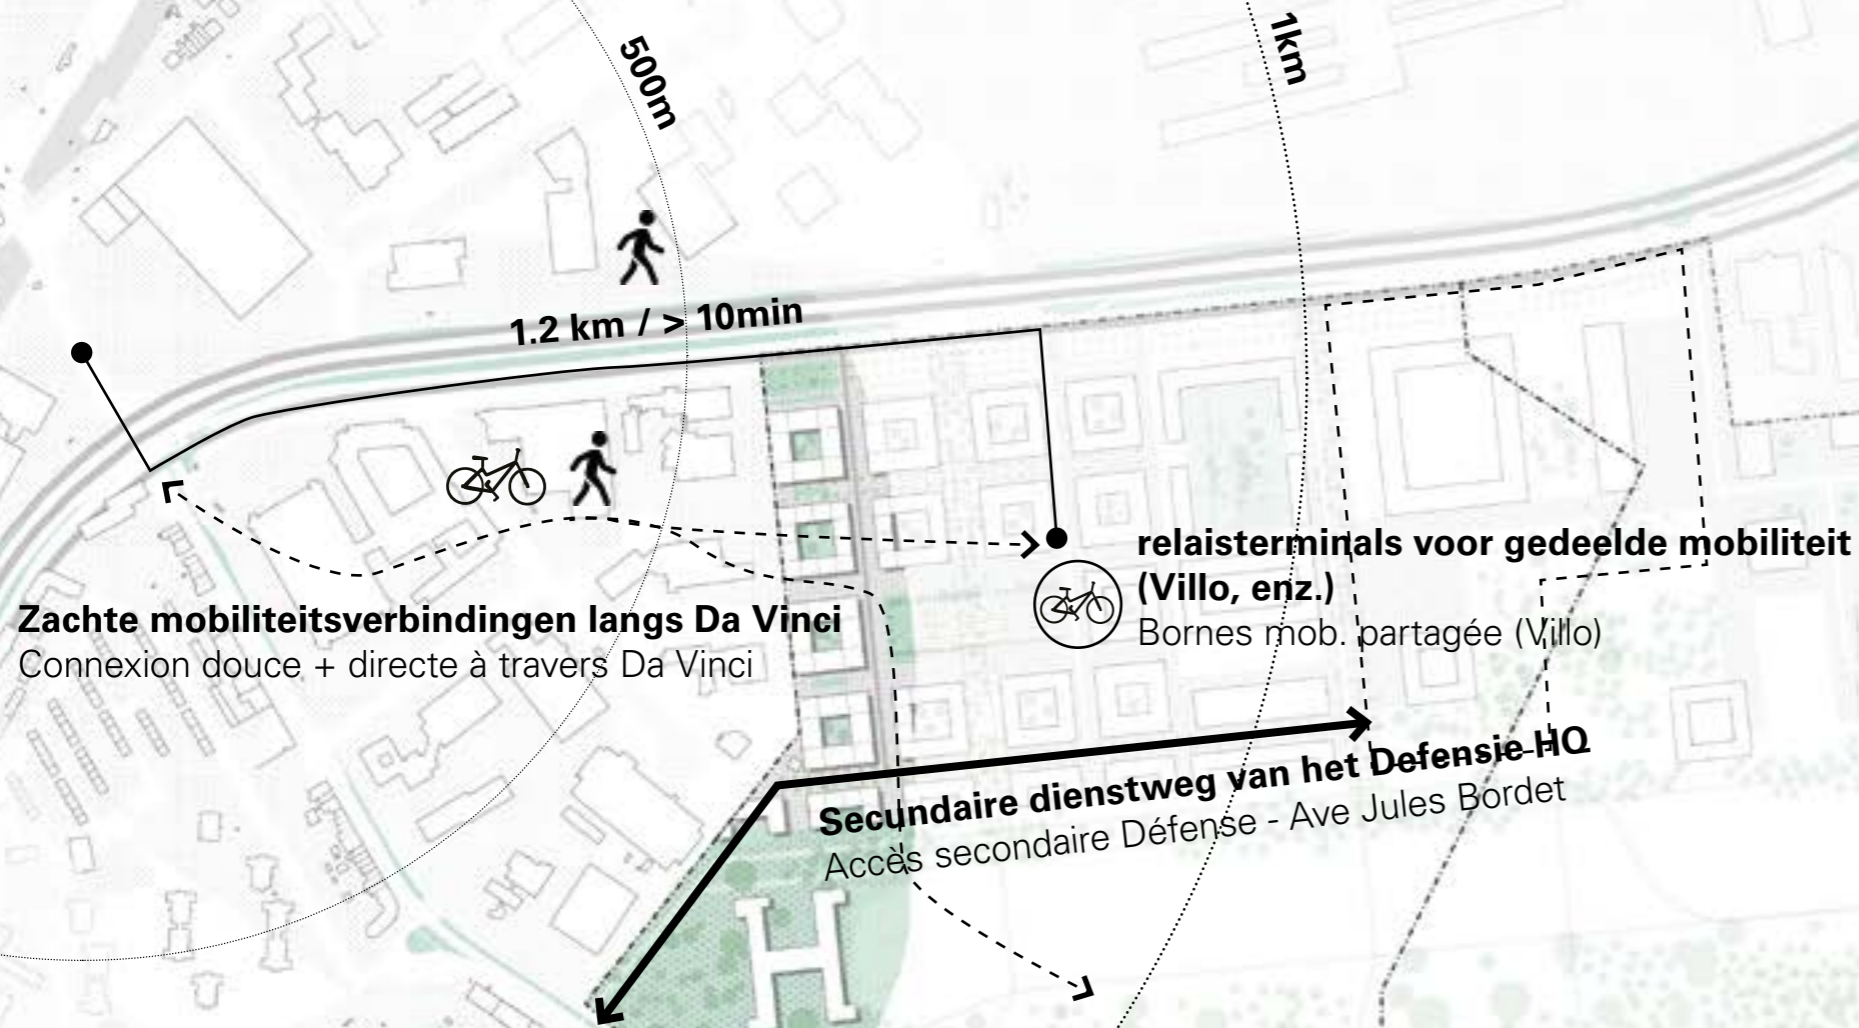 500m
1km
1.2 km / > 10min
relaisterminals voor gedeelde mobiliteit
(Villo, enz.)
Bornes mob. partagée (Villo)
Zachte mobiliteitsverbindingen langs Da Vinci
Connexion douce + directe à travers Da Vinci
Secundaire dienstweg van het Defensie HQ
Accès secondaire Défense - Ave Jules Bordet